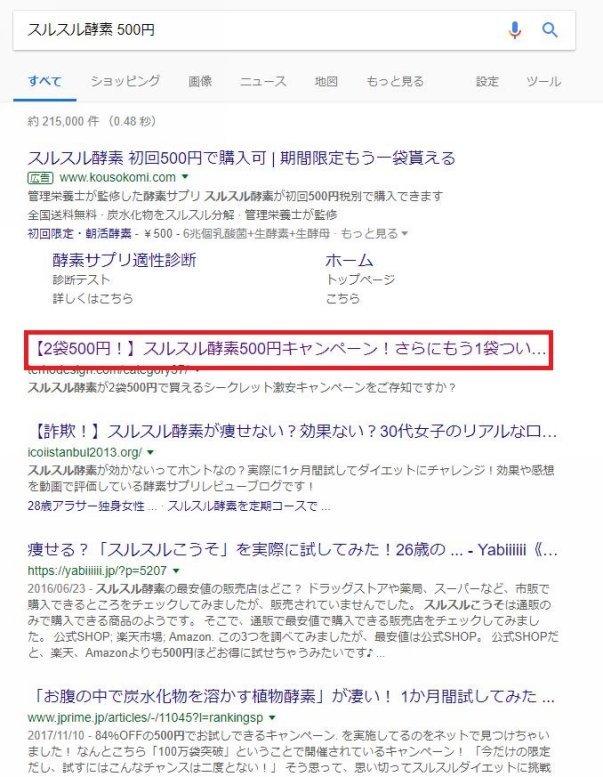 スルスル酵素 500円
すべて ショッピング 画像 ニュース 地図 もっと見る 設定 ツール
約 215,000 件 (0.48 秒)
スルスル酵素 初回500円で購入可 | 期間限定もう一袋貰える
広告 www.kousokomi.com
管理栄養士が監修した酵素サプリ スルスル酵素が初回500円税別で購入できます
全国送料無料 · 炭水化物をスルスル分解 · 管理栄養士が監修
初回限定・朝活酵素 - ¥500 - 6兆個乳酸菌+生酵素+生酵母 · もっと見る
酵素サプリ適性診断 ホーム
診断テスト トップページ
詳しくはこちら こちら
【2袋500円！】スルスル酵素500円キャンペーン！さらにもう1袋つい...
ternodesign.com/category37/
スルスル酵素が2袋500円で買えるシークレット激安キャンペーンをご存知ですか？
【詐欺！】スルスル酵素が痩せない？効果ない？30代女子のリアルな口...
icoiistanbul2013.org/
スルスル酵素が効かないってホントなの？実際に1ヶ月間試してダイエットにチャレンジ！効果や感想
を動画で評価している酵素サプリレビューブログです！
28歳アラサー独身女性 ... · スルスル酵素を定期コースで ...
痩せる？「スルスルこうそ」を実際に試してみた！26歳の ... - Yabiiiiii《...
https://yabiiiiii.jp/?p=5207
2016/06/23 - スルスル酵素の最安値の販売店はどこ？ ドラッグストアや薬局、スーパーなど、市販で
購入できるところをチェックしてみましたが、販売されていませんでした。 スルスルこうそは通販の
みで購入できる商品のようです。 そこで、通販で最安値で購入できる販売店をチェックしてみまし
た。 公式SHOP; 楽天市場; Amazon. この3つを調べてみましたが、最安値は公式SHOP。 公式SHOPだ
と、楽天、Amazonよりも500円ほどお得に試せちゃうみたいです♪ ...
「お腹の中で炭水化物を溶かす植物酵素」が凄い！ 1か月間試してみた ...
www.jprime.jp/articles/-/11045?l=rankingsp
2017/11/10 - 84%OFFの500円でお試しできるキャンペーン. を実施してるのをネットで見つけちゃい
ました！ なんとこちら「100万袋突破」ということで開催されているキャンペーン！ 「今だけの限定
だし、試すにはこんなチャンスは二度とない！」 そう思って、思い切ってスルスルダイエットに挑戦